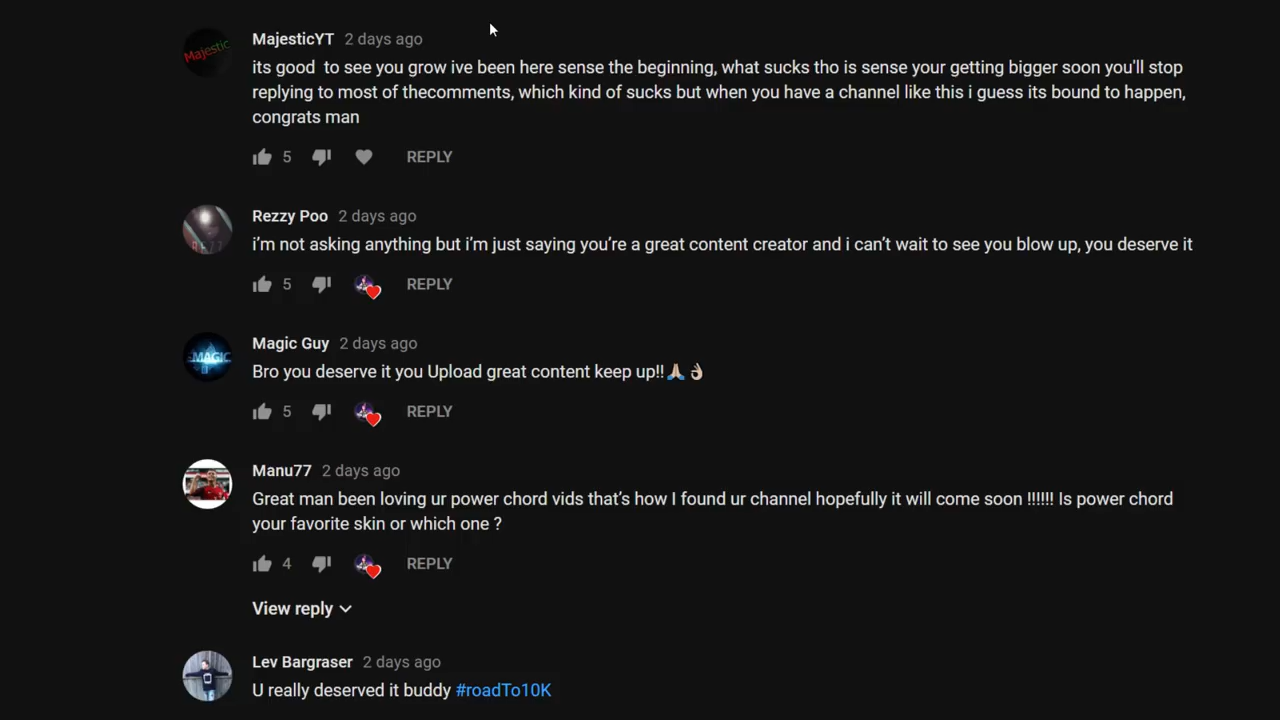 Majestic
MajesticYT 2 days ago
its good  to see you grow ive been here sense the beginning, what sucks tho is sense your getting bigger soon you'll stop
replying to most of thecomments, which kind of sucks but when you have a channel like this i guess its bound to happen,
congrats man
5 REPLY
REZZ
Rezzy Poo 2 days ago
i’m not asking anything but i’m just saying you’re a great content creator and i can’t wait to see you blow up, you deserve it
5 REPLY
MAGIC
Magic Guy 2 days ago
Bro you deserve it you Upload great content keep up!!🙏🏼👌🏼
5 REPLY
Manu77 2 days ago
Great man been loving ur power chord vids that’s how I found ur channel hopefully it will come soon !!!!!! Is power chord
your favorite skin or which one ?
4 REPLY
View reply
Lev Bargraser 2 days ago
U really deserved it buddy #roadTo10K